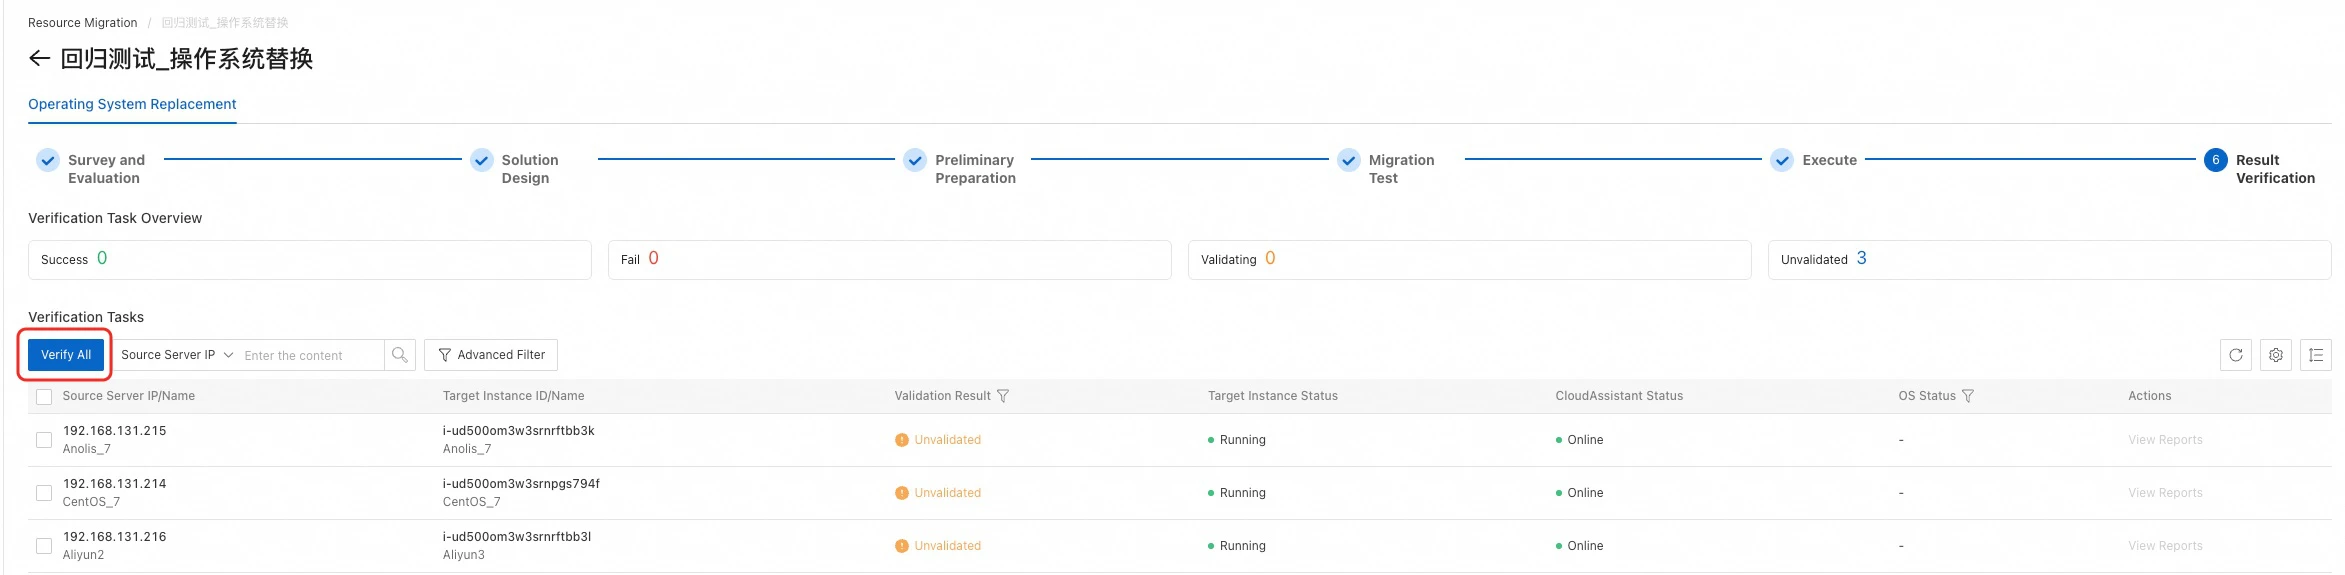 Resource Migration / 回归测试_操作系统替换
回归测试_操作系统替换
Operating System Replacement
Survey and Evaluation
Solution Design
Preliminary Preparation
Migration Test
Execute
6 Result Verification
Verification Task Overview
Success 0
Fail 0
Validating 0
Unvalidated 3
Verification Tasks
Verify All Source Server IP Enter the content Advanced Filter
Source Server IP/Name Target Instance ID/Name Validation Result Target Instance Status CloudAssistant Status OS Status Actions
192.168.131.215 i-ud500om3w3srnrftbb3k Unvalidated Running Online - View Reports
Anolis_7 Anolis_7
192.168.131.214 i-ud500om3w3srnpgs794f Unvalidated Running Online - View Reports
CentOS_7 CentOS_7
192.168.131.216 i-ud500om3w3srnrftbb3l Unvalidated Running Online - View Reports
Aliyun2 Aliyun3